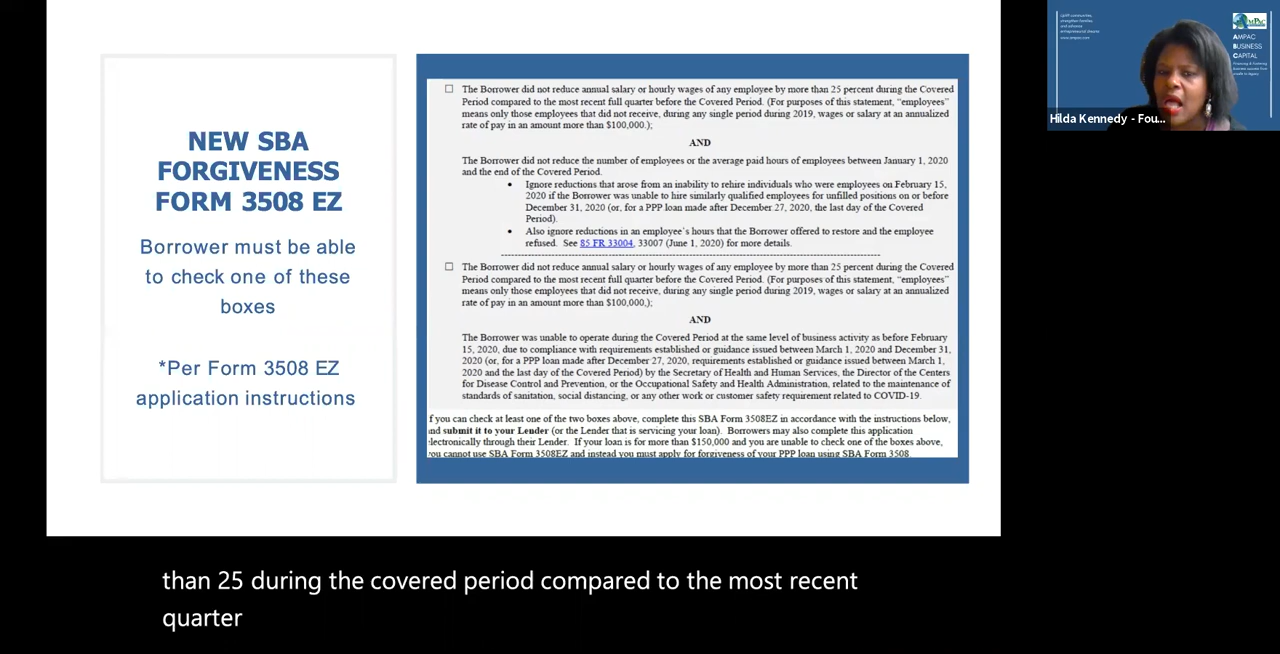 NEW SBA
FORGIVENESS
FORM 3508 EZ
Borrower must be able
to check one of these
boxes
*Per Form 3508 EZ
application instructions
☐ The Borrower did not reduce annual salary or hourly wages of any employee by more than 25 percent during the Covered
Period compared to the most recent full quarter before the Covered Period. (For purposes of this statement, “employees”
means only those employees that did not receive, during any single period during 2019, wages or salary at an annualized
rate of pay in an amount more than $100,000.);
AND
The Borrower did not reduce the number of employees or the average paid hours of employees between January 1, 2020
and the end of the Covered Period.
• Ignore reductions that arose from an inability to rehire individuals who were employees on February 15,
2020 if the Borrower was unable to hire similarly qualified employees for unfilled positions on or before
December 31, 2020 (or, for a PPP loan made after December 27, 2020, the last day of the Covered
Period).
• Also ignore reductions in an employee’s hours that the Borrower offered to restore and the employee
refused. See 85 FR 33004, 33007 (June 1, 2020) for more details.
☐ The Borrower did not reduce annual salary or hourly wages of any employee by more than 25 percent during the Covered
Period compared to the most recent full quarter before the Covered Period. (For purposes of this statement, “employees”
means only those employees that did not receive, during any single period during 2019, wages or salary at an annualized
rate of pay in an amount more than $100,000.);
AND
The Borrower was unable to operate during the Covered Period at the same level of business activity as before February
15, 2020, due to compliance with requirements established or guidance issued between March 1, 2020 and December 31,
2020 (or, for a PPP loan made after December 27, 2020, requirements established or guidance issued between March 1,
2020 and the last day of the Covered Period) by the Secretary of Health and Human Services, the Director of the Centers
for Disease Control and Prevention, or the Occupational Safety and Health Administration, related to the maintenance of
standards of sanitation, social distancing, or any other work or customer safety requirement related to COVID-19.
f you can check at least one of the two boxes above, complete this SBA Form 3508EZ in accordance with the instructions below,
nd submit it to your Lender (or the Lender that is servicing your loan). Borrowers may also complete this application
lectronically through their Lender. If your loan is for more than $150,000 and you are unable to check one of the boxes above,
ou cannot use SBA Form 3508EZ and instead you must apply for forgiveness of your PPP loan using SBA Form 3508
strengthen families,
and advance
entrepreneurial dreams
www.ampac.com
AMPAC
AMPAC
BUSINESS
CAPITAL
Hilda Kennedy - Fou...
than 25 during the covered period compared to the most recent
quarter